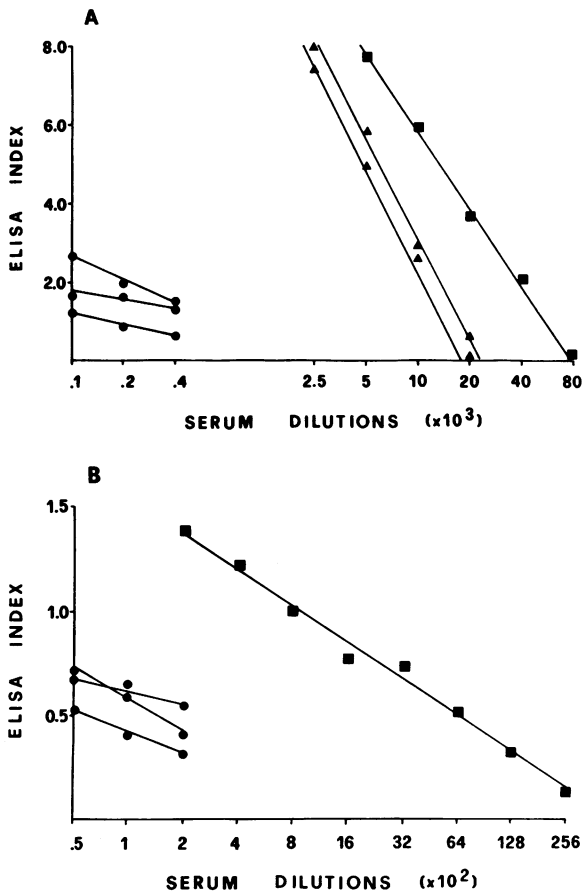 A
8.0
6.0
4.0
2.0
ELISA INDEX
.1 .2 .4 2.5 5 10 20 40 80
SERUM DILUTIONS (x10³)
B
1.5
1.0
0.5
ELISA INDEX
.5 1 2 4 8 16 32 64 128 256
SERUM DILUTIONS (x10²)